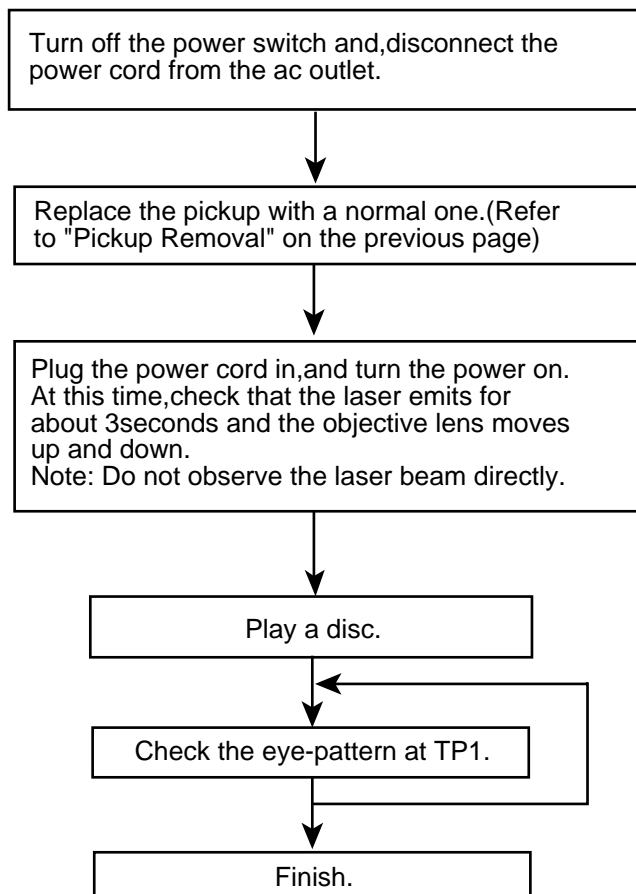 Turn off the power switch and,disconnect the
power cord from the ac outlet.
Replace the pickup with a normal one.(Refer
to "Pickup Removal" on the previous page)
Plug the power cord in,and turn the power on.
At this time,check that the laser emits for
about 3seconds and the objective lens moves
up and down.
Note: Do not observe the laser beam directly.
Play a disc.
Check the eye-pattern at TP1.
Finish.